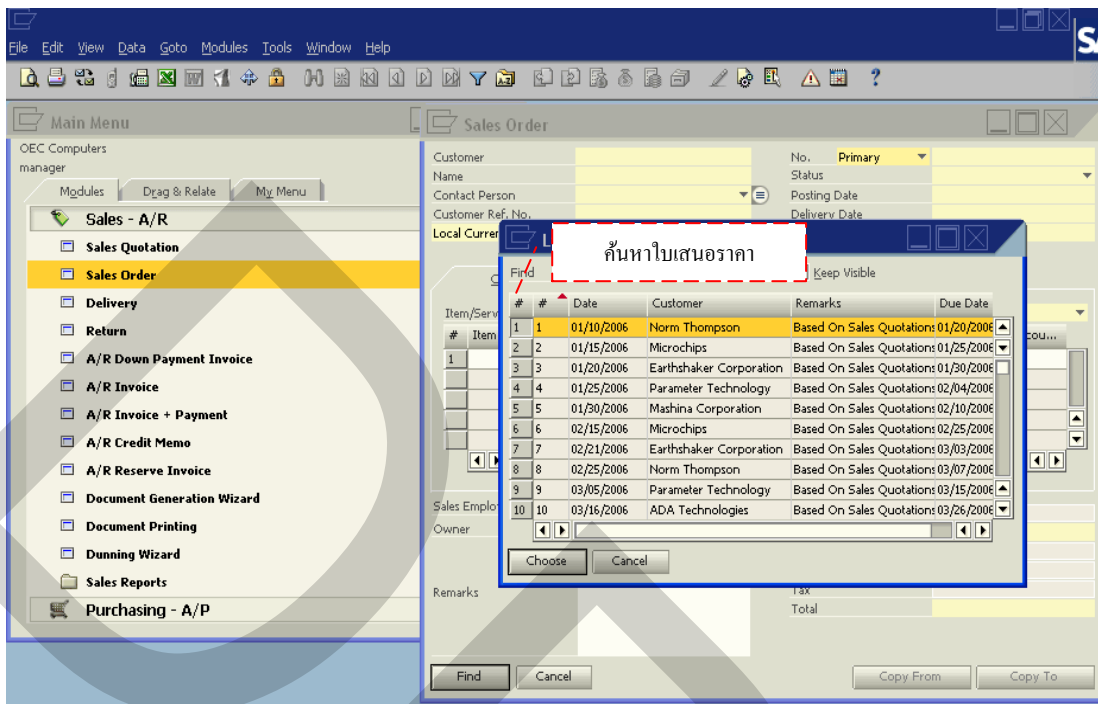 SA
File Edit View Data Goto Modules Tools Window Help
Main Menu
OEC Computers
manager
Modules Drag & Relate My Menu
Sales - A/R
Sales Quotation
Sales Order
Delivery
Return
A/R Down Payment Invoice
A/R Invoice
A/R Invoice + Payment
A/R Credit Memo
A/R Reserve Invoice
Document Generation Wizard
Document Printing
Dunning Wizard
Sales Reports
Purchasing - A/P
Sales Order
Customer
Name
Contact Person
Customer Ref. No.
Local Curren
No. Primary
Status
Posting Date
Delivery Date
Item/Serv
# Item
1
cou...
Sales Emplo
Owner
Remarks
Tax
Total
Find Cancel Copy From Copy To
L
ค้นหาใบเสนอราคา
Find Keep Visible
# # Date Customer Remarks Due Date
1 1 01/10/2006 Norm Thompson Based On Sales Quotations 01/20/2006
2 2 01/15/2006 Microchips Based On Sales Quotations 01/25/2006
3 3 01/20/2006 Earthshaker Corporation Based On Sales Quotations 01/30/2006
4 4 01/25/2006 Parameter Technology Based On Sales Quotations 02/04/2006
5 5 01/30/2006 Mashina Corporation Based On Sales Quotations 02/10/2006
6 6 02/15/2006 Microchips Based On Sales Quotations 02/25/2006
7 7 02/21/2006 Earthshaker Corporation Based On Sales Quotations 03/03/2006
8 8 02/25/2006 Norm Thompson Based On Sales Quotations 03/07/2006
9 9 03/05/2006 Parameter Technology Based On Sales Quotations 03/15/2006
10 10 03/16/2006 ADA Technologies Based On Sales Quotations 03/26/2006
Choose Cancel